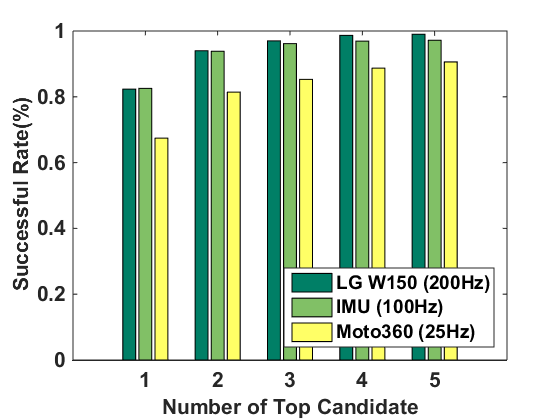 1
0.8
0.6
0.4
0.2
0
Successful Rate(%)
LG W150 (200Hz)
IMU (100Hz)
Moto360 (25Hz)
1 2 3 4 5
Number of Top Candidate